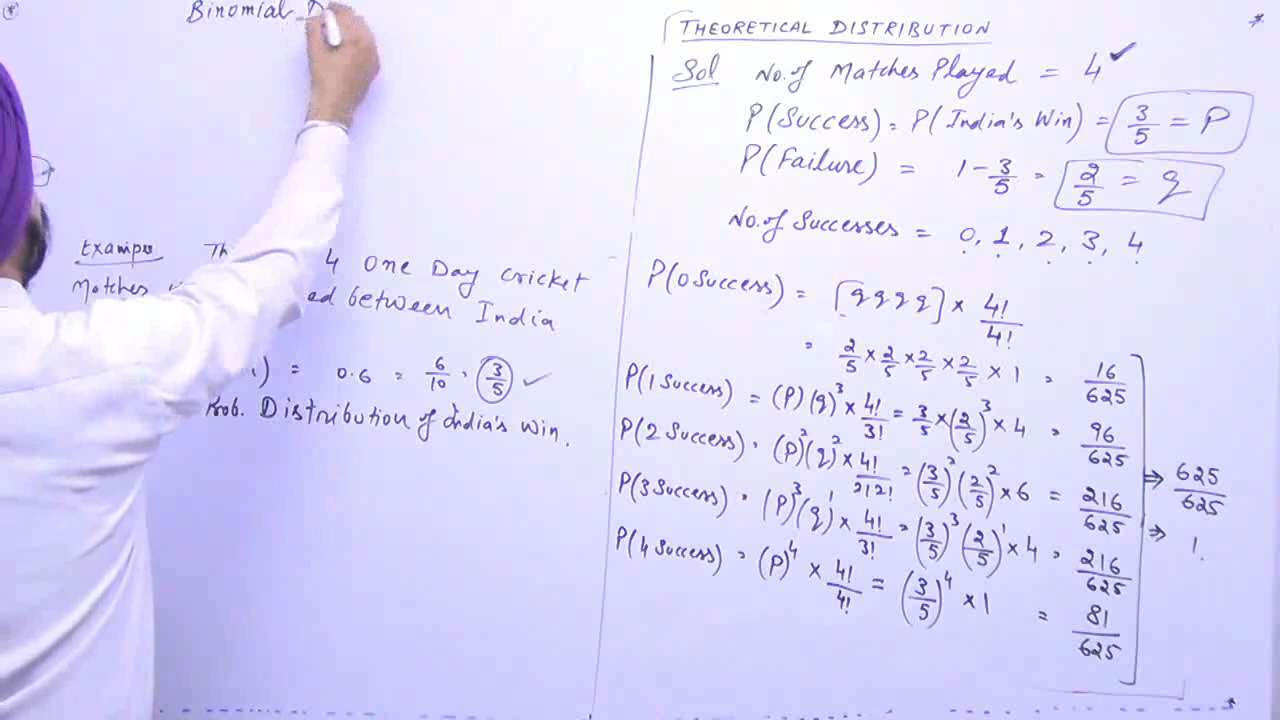 Binomial D
Example Th 4 One Day Cricket
Matches ed between India
) = 0.6 = 6/10 = 3/5 ✓
Prob. Distribution of India's Win.
THEORETICAL DISTRIBUTION
Sol No. of Matches Played = 4 ✓
P(Success) = P(India's Win) = 3/5 = P
P(Failure) = 1 - 3/5 = 2/5 = q
No. of Successes = 0, 1, 2, 3, 4
P(0 Success) = [q q q q] × 4!/4!
= 2/5 × 2/5 × 2/5 × 2/5 × 1 = 16/625
P(1 Success) = (P)(q)³ × 4!/3! = 3/5 × (2/5)³ × 4 = 96/625
P(2 Success) = (P)²(q)² × 4!/2!2! = (3/5)²(2/5)² × 6 = 216/625
P(3 Success) = (P)³(q)¹ × 4!/3! = (3/5)³(2/5)¹ × 4 = 216/625
P(4 Success) = (P)⁴ × 4!/4! = (3/5)⁴ × 1 = 81/625
⇒ 625/625
⇒ 1.